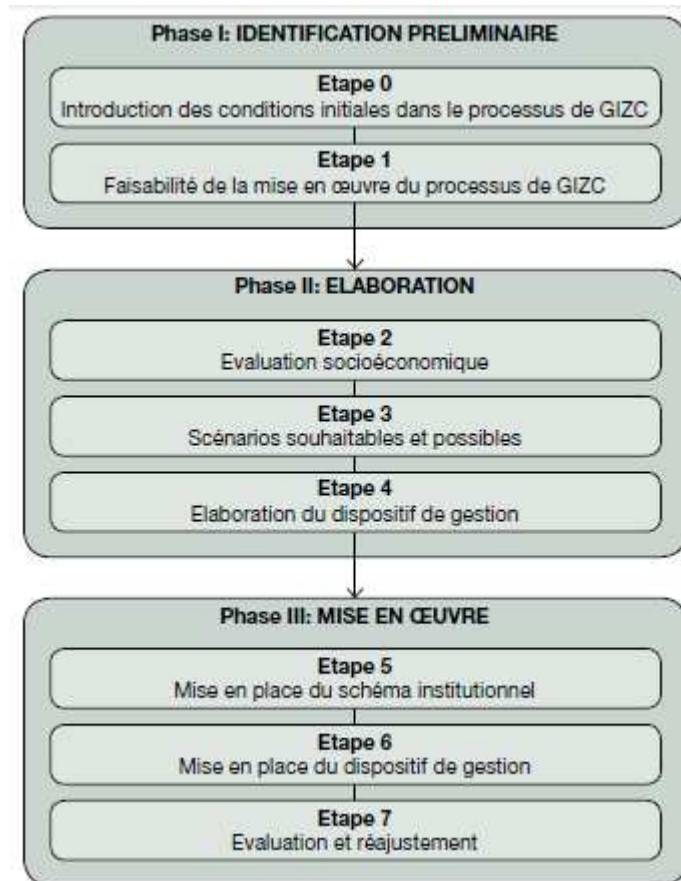 Phase I: IDENTIFICATION PRELIMINAIRE
Etape 0
Introduction des conditions initiales dans le processus de GIZC
Etape 1
Faisabilité de la mise en œuvre du processus de GIZC
Phase II: ELABORATION
Etape 2
Evaluation socioéconomique
Etape 3
Scénarios souhaitables et possibles
Etape 4
Elaboration du dispositif de gestion
Phase III: MISE EN ŒUVRE
Etape 5
Mise en place du schéma institutionnel
Etape 6
Mise en place du dispositif de gestion
Etape 7
Evaluation et réajustement